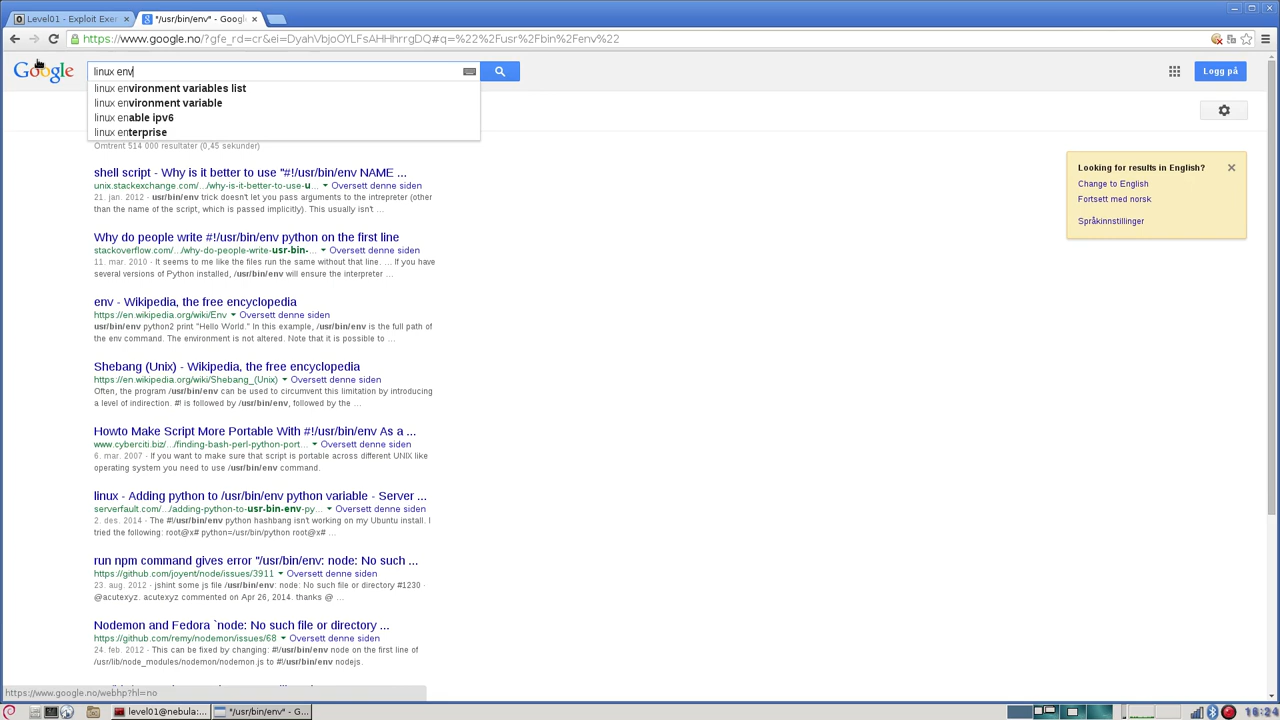 Level01 - Exploit Exer
"/usr/bin/env" - Googl
https://www.google.no/?gfe_rd=cr&ei=DyahVbjoOYLFsAHHhrrgDQ#q=%22%2Fusr%2Fbin%2Fenv%22
Google
linux env
Logg på
linux environment variables list
linux environment variable
linux enable ipv6
linux enterprise
Omtrent 514 000 resultater (0,45 sekunder)
Looking for results in English?
Change to English
Fortsett med norsk
Språkinnstillinger
shell script - Why is it better to use "#!/usr/bin/env NAME ...
unix.stackexchange.com/.../why-is-it-better-to-use-u... Oversett denne siden
21. jan. 2012 - usr/bin/env trick doesn't let you pass arguments to the intrepreter (other
than the name of the script, which is passed implicitly). This usually isn't ...
Why do people write #!/usr/bin/env python on the first line
stackoverflow.com/.../why-do-people-write-usr-bin-... Oversett denne siden
11. mar. 2010 - It seems to me like the files run the same without that line. ... If you have
several versions of Python installed, /usr/bin/env will ensure the interpreter ...
env - Wikipedia, the free encyclopedia
https://en.wikipedia.org/wiki/Env Oversett denne siden
usr/bin/env python2 print "Hello World." In this example, /usr/bin/env is the full path of
the env command. The environment is not altered. Note that it is possible to ...
Shebang (Unix) - Wikipedia, the free encyclopedia
https://en.wikipedia.org/wiki/Shebang_(Unix) Oversett denne siden
Often, the program /usr/bin/env can be used to circumvent this limitation by introducing
a level of indirection. #! is followed by /usr/bin/env, followed by the ...
Howto Make Script More Portable With #!/usr/bin/env As a ...
www.cyberciti.biz/.../finding-bash-perl-python-port... Oversett denne siden
6. mar. 2007 - If you want to make sure that script is portable across different UNIX like
operating system you need to use /usr/bin/env command.
linux - Adding python to /usr/bin/env python variable - Server ...
serverfault.com/.../adding-python-to-usr-bin-env-py... Oversett denne siden
2. des. 2014 - The #!/usr/bin/env python hashbang isn't working on my Ubuntu install. I
tried the following: root@x# python=/usr/bin/python root@x# ...
run npm command gives error "/usr/bin/env: node: No such ...
https://github.com/joyent/node/issues/3911 Oversett denne siden
23. aug. 2012 - jshint some js file /usr/bin/env: node: No such file or directory #1230 ·
@acutexyz. acutexyz commented on Apr 26, 2014. thanks @ ...
Nodemon and Fedora `node: No such file or directory ...
https://github.com/remy/nodemon/issues/68 Oversett denne siden
24. feb. 2012 - This can be fixed by changing: #!/usr/bin/env node on the first line of
/usr/lib/node_modules/nodemon/nodemon.js to #!/usr/bin/env nodejs.
https://www.google.no/webhp?hl=no
level01@nebula:...
"/usr/bin/env" - G...
16:24